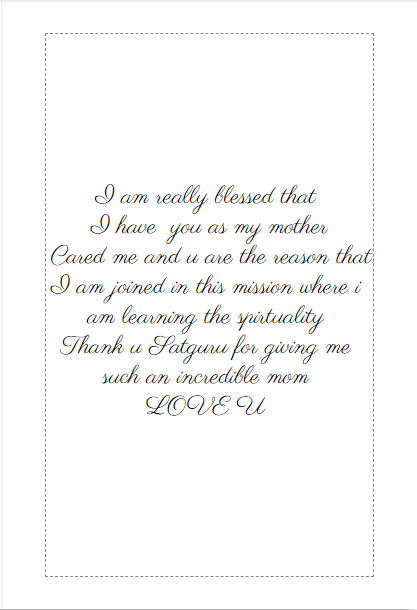 I am really blessed that
I have you as my mother
Cared me and u are the reason that
I am joined in this mission where i
am learning the spirtuality
Thank u Satguru for giving me
such an incredible mom
LOVE U